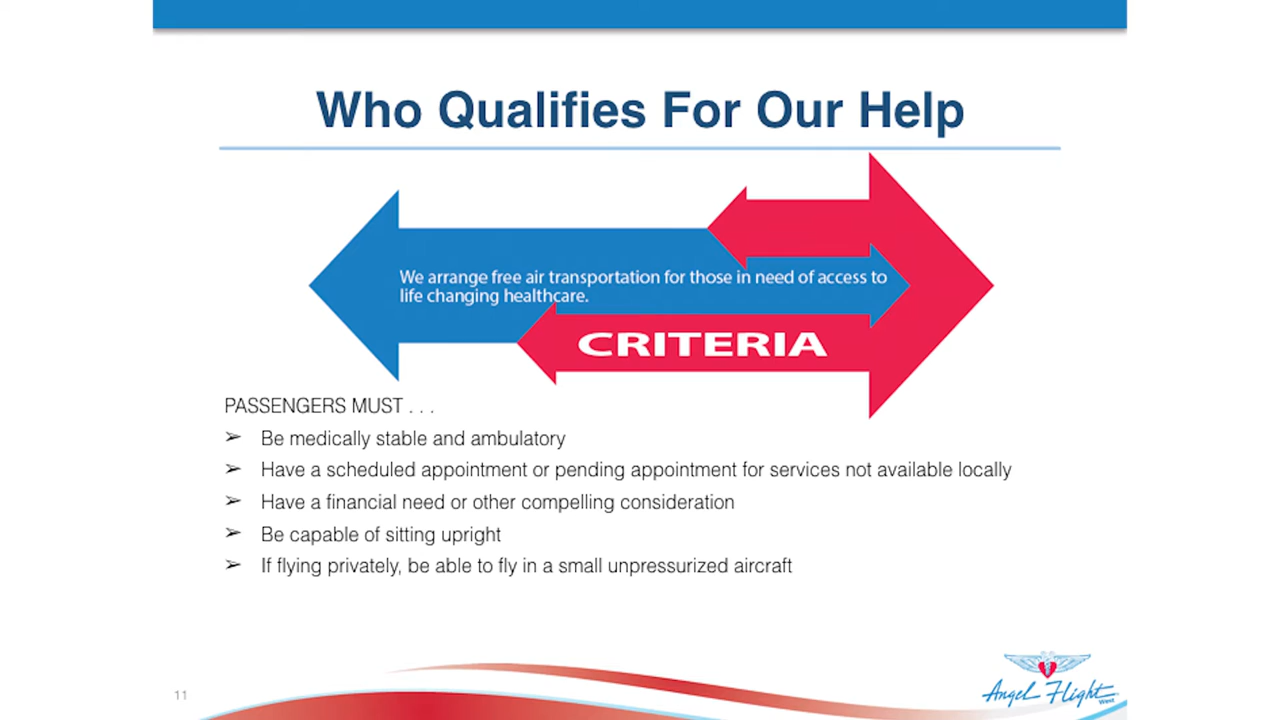 Who Qualifies For Our Help
We arrange free air transportation for those in need of access to
life changing healthcare.
CRITERIA
PASSENGERS MUST . . .
➢ Be medically stable and ambulatory
➢ Have a scheduled appointment or pending appointment for services not available locally
➢ Have a financial need or other compelling consideration
➢ Be capable of sitting upright
➢ If flying privately, be able to fly in a small unpressurized aircraft
11
Angel Flight
West